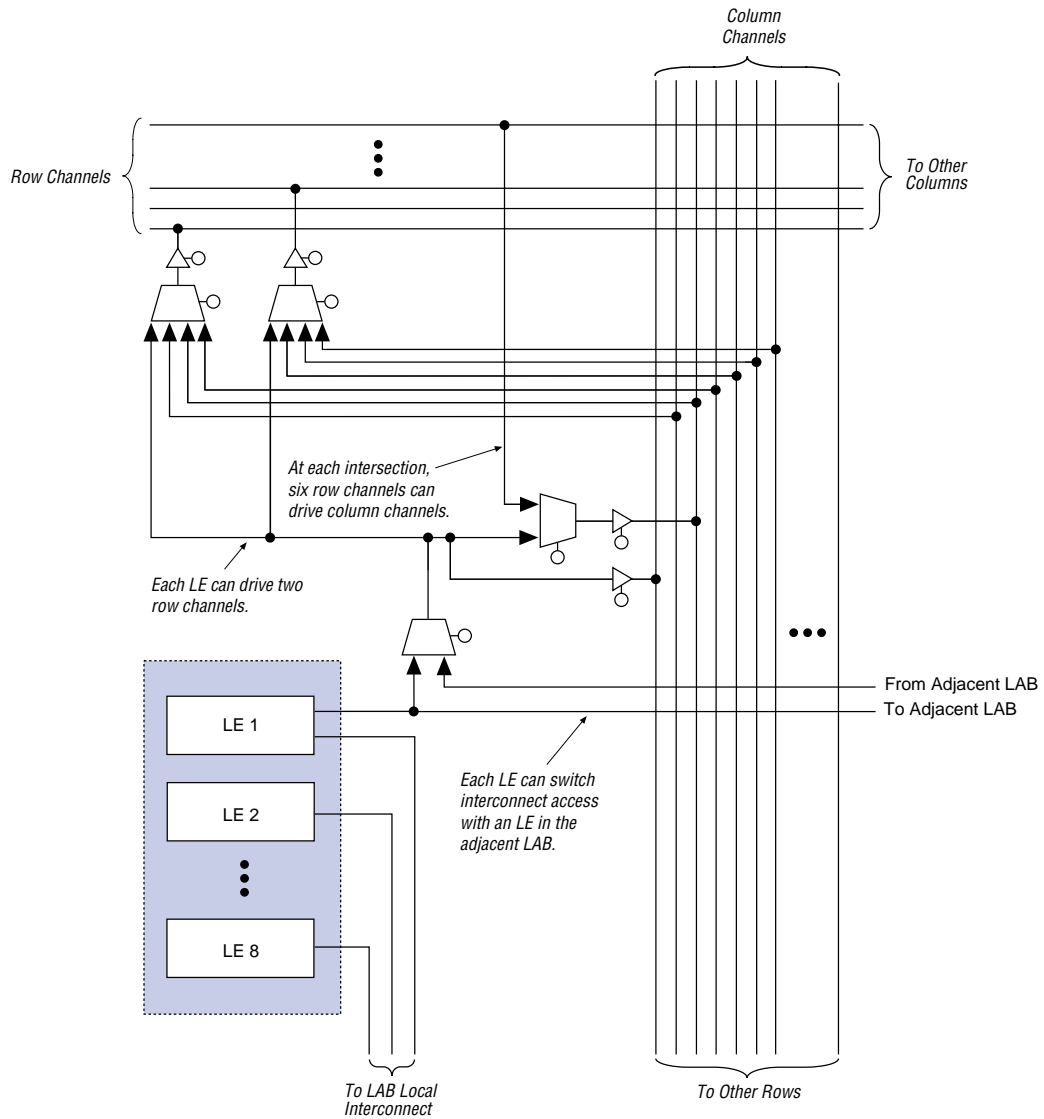 Column
Channels
Row Channels
To Other
Columns
At each intersection,
six row channels can
drive column channels.
Each LE can drive two
row channels.
From Adjacent LAB
To Adjacent LAB
LE 1
Each LE can switch
interconnect access
with an LE in the
adjacent LAB.
LE 2
LE 8
To LAB Local
Interconnect
To Other Rows